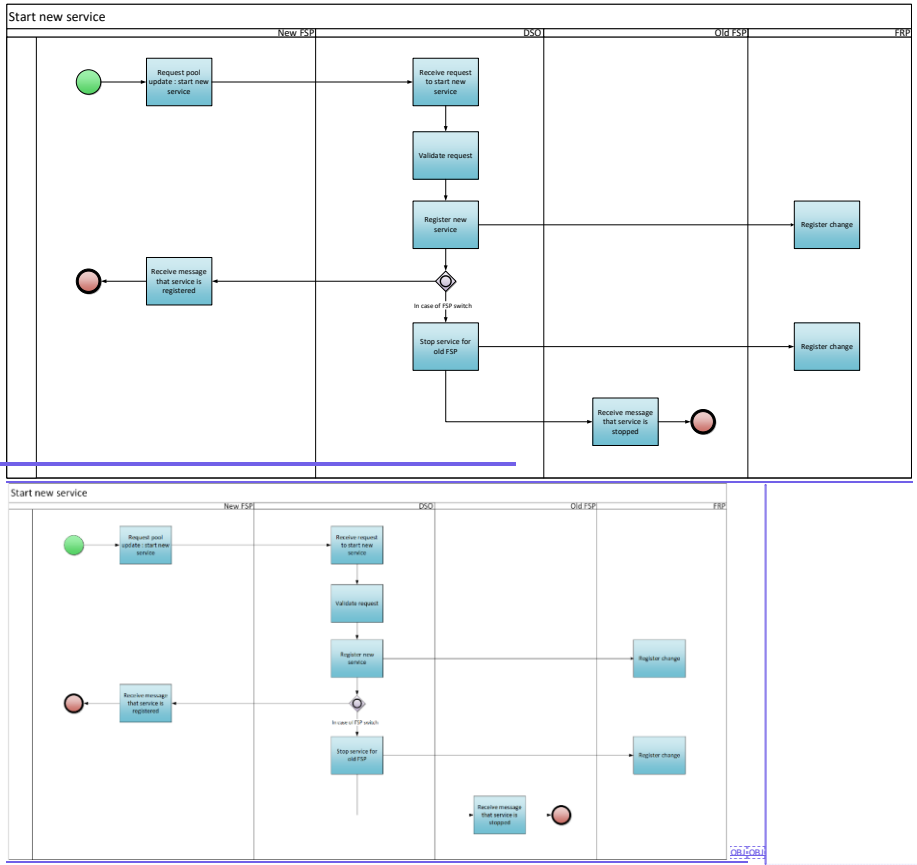 Start new service
New FSP DSO Old FSP FRP
Request pool
update : start new
service
Receive request
to start new
service
Validate request
Register new
service
Register change
Receive message
that service is
registered
In case of FSP switch
Stop service for
old FSP
Register change
Receive message
that service is
stopped
Start new service
New FSP DSO Old FSP FRP
Request pool
update : start new
service
Receive request
to start new
service
Validate request
Register new
service
Register change
Receive message
that service is
registered
In case of FSP switch
Stop service for
old FSP
Register change
Receive message
that service is
stopped
OBJ OBJ